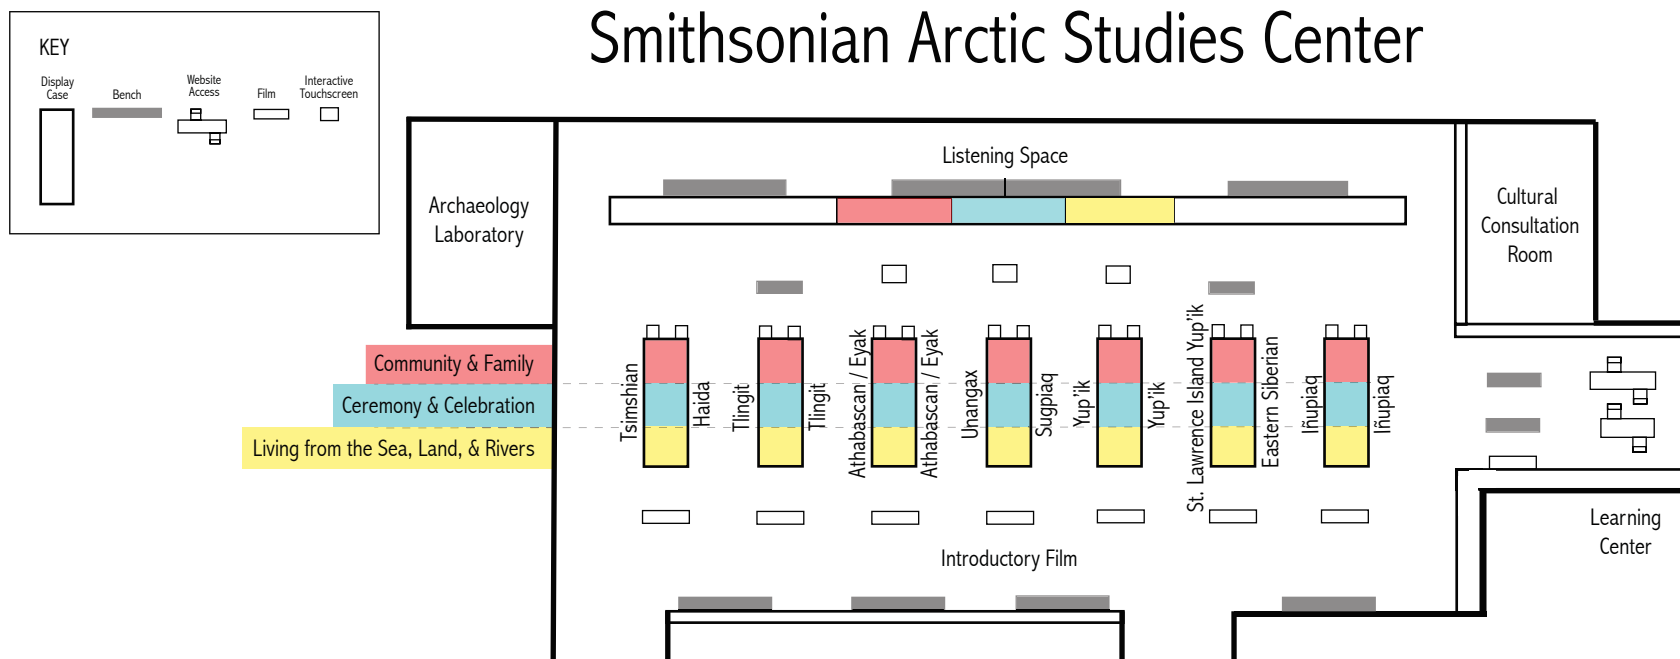 Smithsonian Arctic Studies Center
KEY
Display
Case
Bench
Website
Access
Film
Interactive
Touchscreen
Listening Space
Archaeology
Laboratory
Cultural
Consultation
Room
Community & Family
Ceremony & Celebration
Living from the Sea, Land, & Rivers
Tsimshian
Haida
Tlingit
Tlingit
Athabascan / Eyak
Athabascan / Eyak
Unangax
Sugpiaq
Yup'ik
Yup'ik
St. Lawrence Island Yup'ik
Eastern Siberian
Iñupiaq
Iñupiaq
Introductory Film
Learning
Center